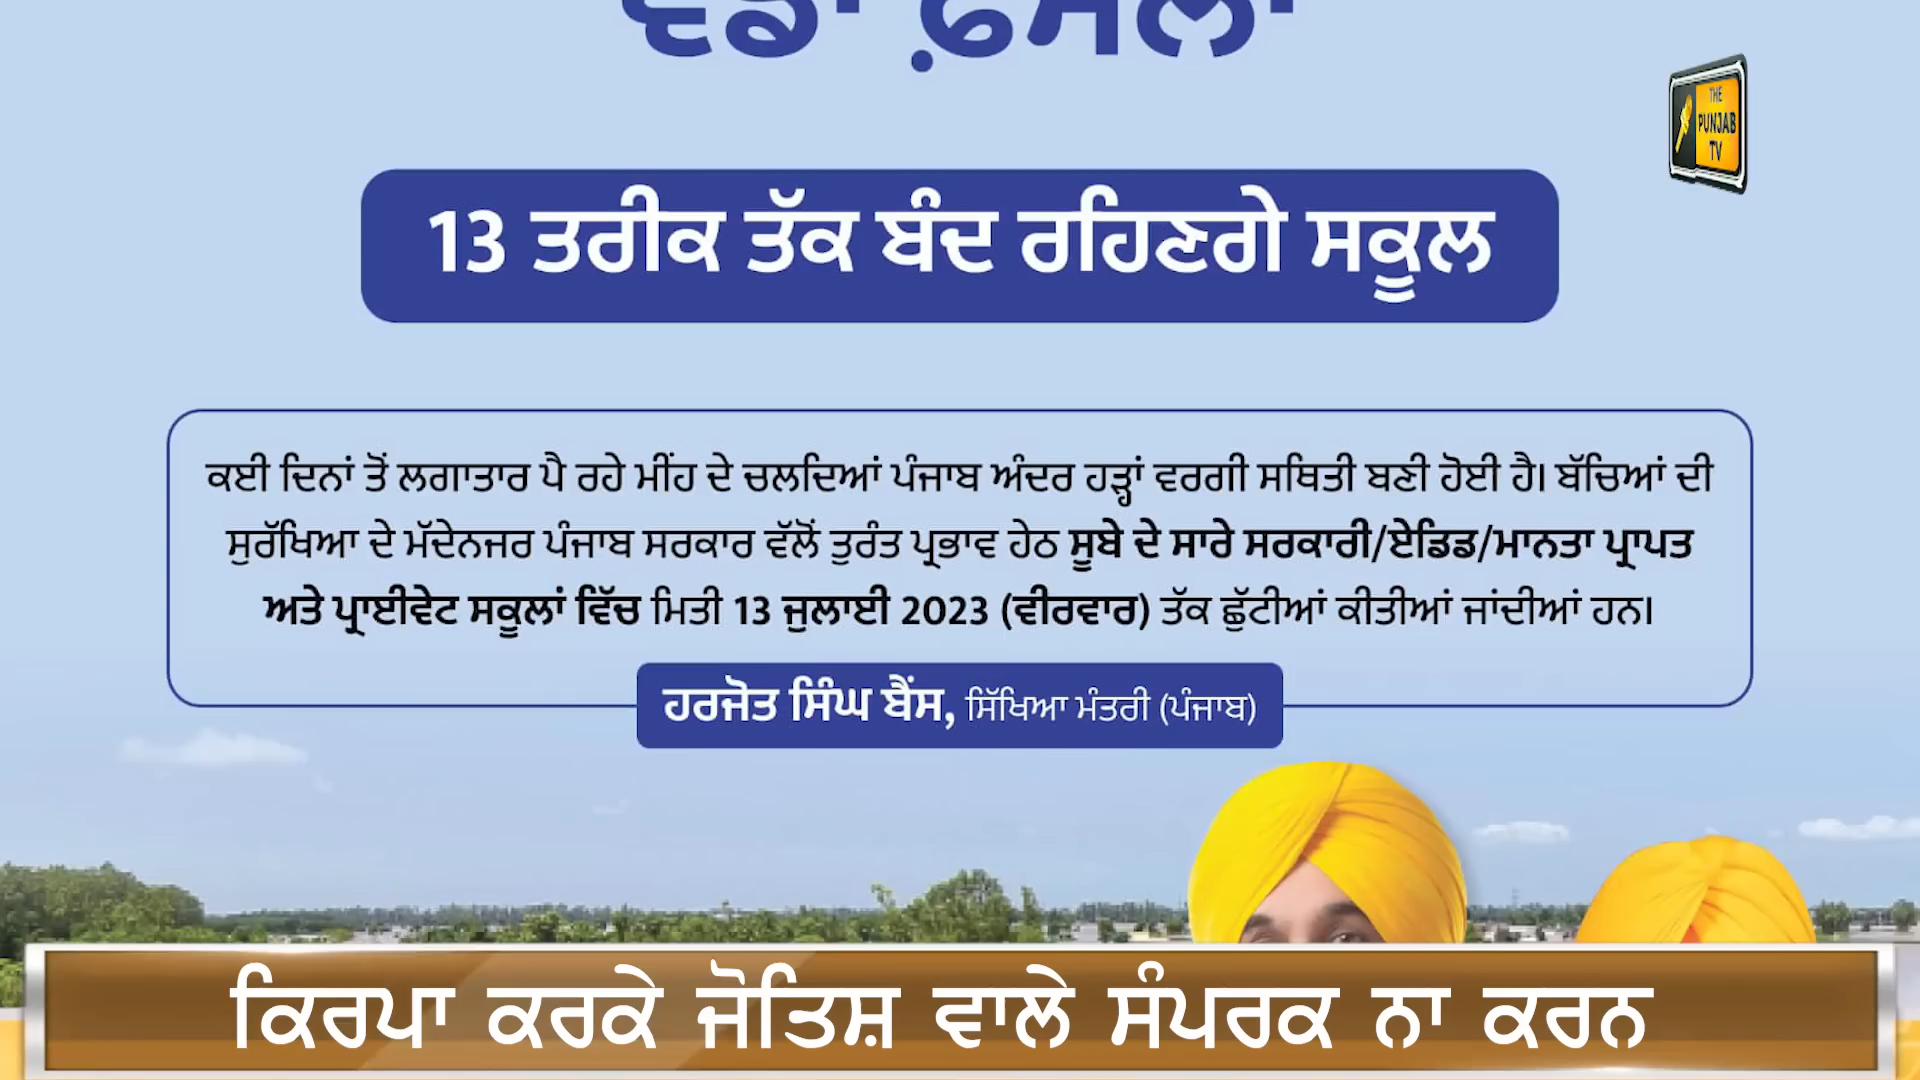 ਵੱਡਾ ਫ਼ੈਸਲਾ
THE
PUNJAB
TV
13 ਤਰੀਕ ਤੱਕ ਬੰਦ ਰਹਿਣਗੇ ਸਕੂਲ
ਕਈ ਦਿਨਾਂ ਤੋਂ ਲਗਾਤਾਰ ਪੈ ਰਹੇ ਮੀਂਹ ਦੇ ਚਲਦਿਆਂ ਪੰਜਾਬ ਅੰਦਰ ਹੜ੍ਹਾਂ ਵਰਗੀ ਸਥਿਤੀ ਬਣੀ ਹੋਈ ਹੈ। ਬੱਚਿਆਂ ਦੀ
ਸੁਰੱਖਿਆ ਦੇ ਮੱਦੇਨਜਰ ਪੰਜਾਬ ਸਰਕਾਰ ਵੱਲੋਂ ਤੁਰੰਤ ਪ੍ਰਭਾਵ ਹੇਠ ਸੂਬੇ ਦੇ ਸਾਰੇ ਸਰਕਾਰੀ/ਏਡਿਡ/ਮਾਨਤਾ ਪ੍ਰਾਪਤ
ਅਤੇ ਪ੍ਰਾਈਵੇਟ ਸਕੂਲਾਂ ਵਿੱਚ ਮਿਤੀ 13 ਜੁਲਾਈ 2023 (ਵੀਰਵਾਰ) ਤੱਕ ਛੁੱਟੀਆਂ ਕੀਤੀਆਂ ਜਾਂਦੀਆਂ ਹਨ।
ਹਰਜੋਤ ਸਿੰਘ ਬੈਂਸ, ਸਿੱਖਿਆ ਮੰਤਰੀ (ਪੰਜਾਬ)
ਕਿਰਪਾ ਕਰਕੇ ਜੋਤਿਸ਼ ਵਾਲੇ ਸੰਪਰਕ ਨਾ ਕਰਨ